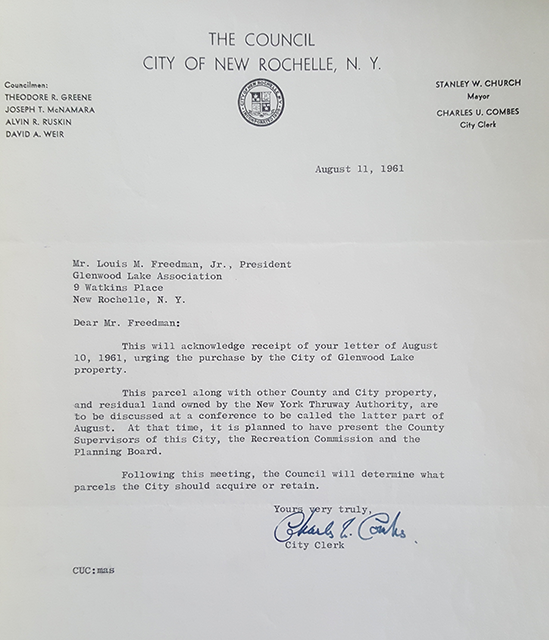 THE COUNCIL
CITY OF NEW ROCHELLE, N. Y.
Councilmen:
THEODORE R. GREENE
JOSEPH T. McNAMARA
ALVIN R. RUSKIN
DAVID A. WEIR
STANLEY W. CHURCH
Mayor
CHARLES U. COMBES
City Clerk
August 11, 1961
Mr. Louis M. Freedman, Jr., President
Glenwood Lake Association
9 Watkins Place
New Rochelle, N. Y.
Dear Mr. Freedman:
This will acknowledge receipt of your letter of August
10, 1961, urging the purchase by the City of Glenwood Lake
property.
This parcel along with other County and City property,
and residual land owned by the New York Thruway Authority, are
to be discussed at a conference to be called the latter part of
August. At that time, it is planned to have present the County
Supervisors of this City, the Recreation Commission and the
Planning Board.
Following this meeting, the Council will determine what
parcels the City should acquire or retain.
Yours very truly,
Charles U. Combes
City Clerk
CUC:mas